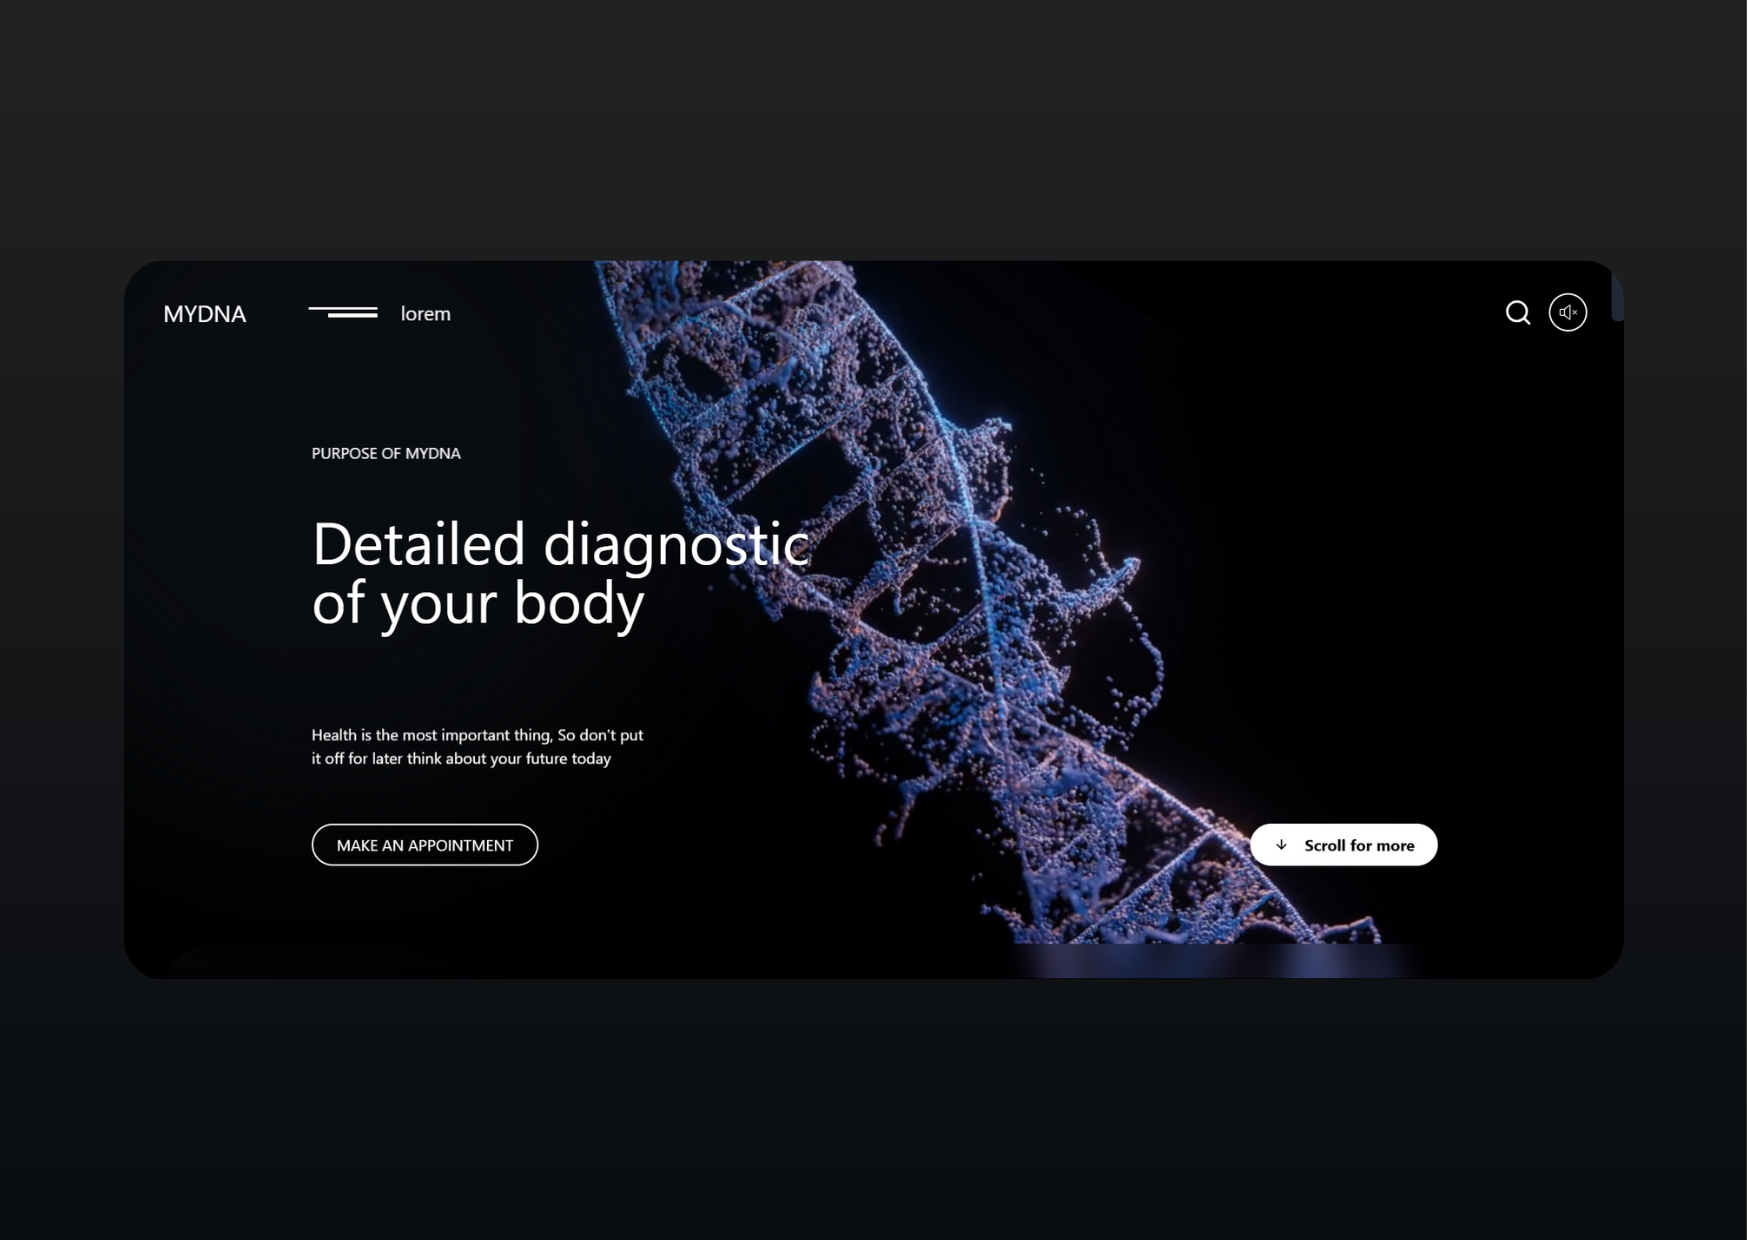 MYDNA
lorem
PURPOSE OF MYDNA
Detailed diagnostic
of your body
Health is the most important thing, So don't put
it off for later think about your future today
MAKE AN APPOINTMENT
Scroll for more